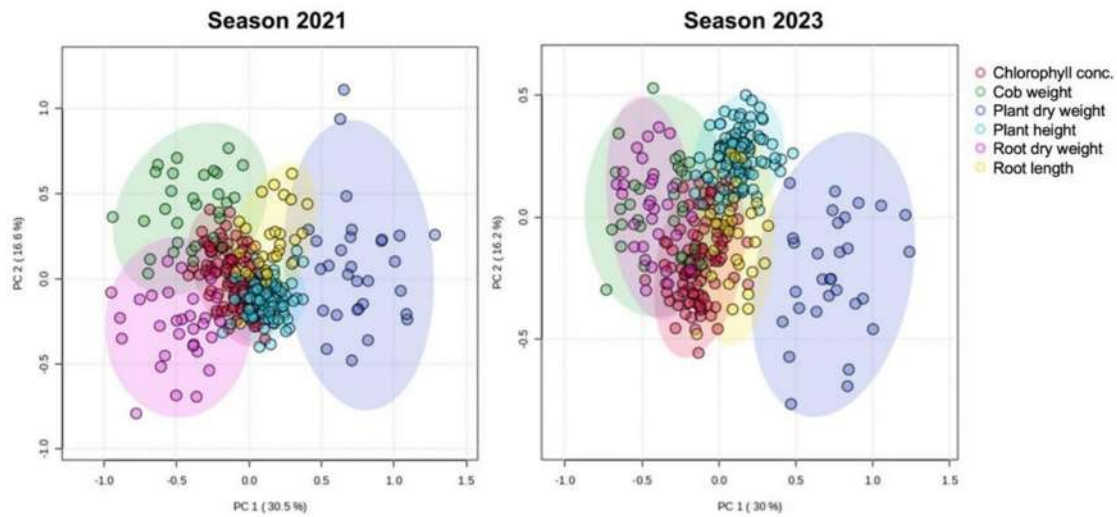 Season 2021
Season 2023
1.0
0.5
0.0
-0.5
-1.0
PC 2 ( 16.6 %)
-1.0
-0.5
0.0
0.5
1.0
1.5
PC 1 ( 30.5 %)
0.5
0.0
-0.5
PC 2 ( 16.2 %)
-1.0
-0.5
0.0
0.5
1.0
1.5
PC 1 ( 30 %)
Chlorophyll conc.
Cob weight
Plant dry weight
Plant height
Root dry weight
Root length